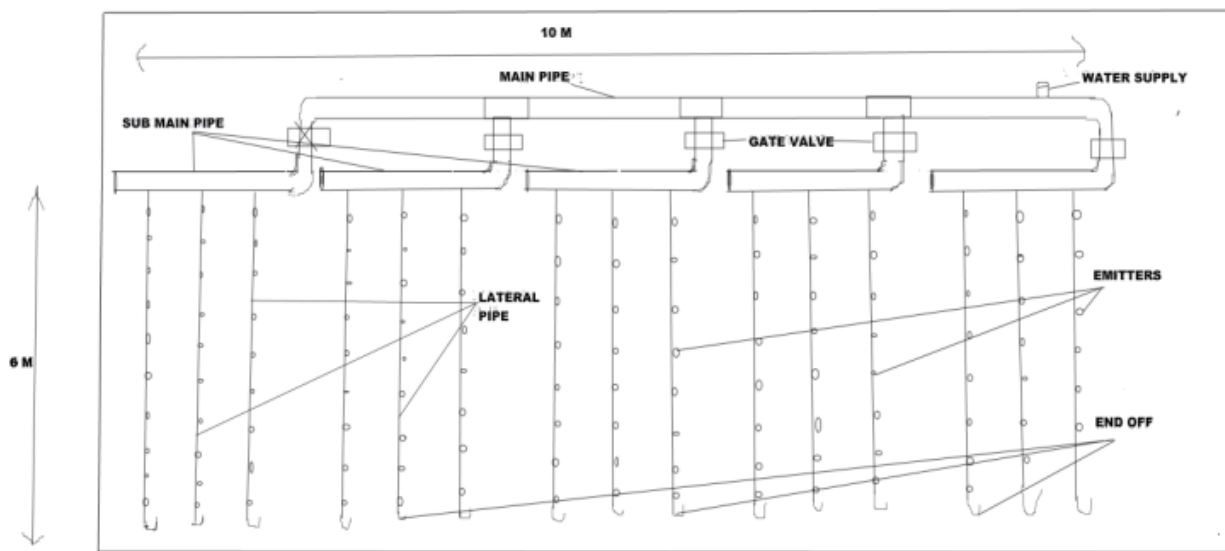 10 M
MAIN PIPE
WATER SUPPLY
SUB MAIN PIPE
GATE VALVE
EMITTERS
LATERAL
PIPE
6 M
END OFF